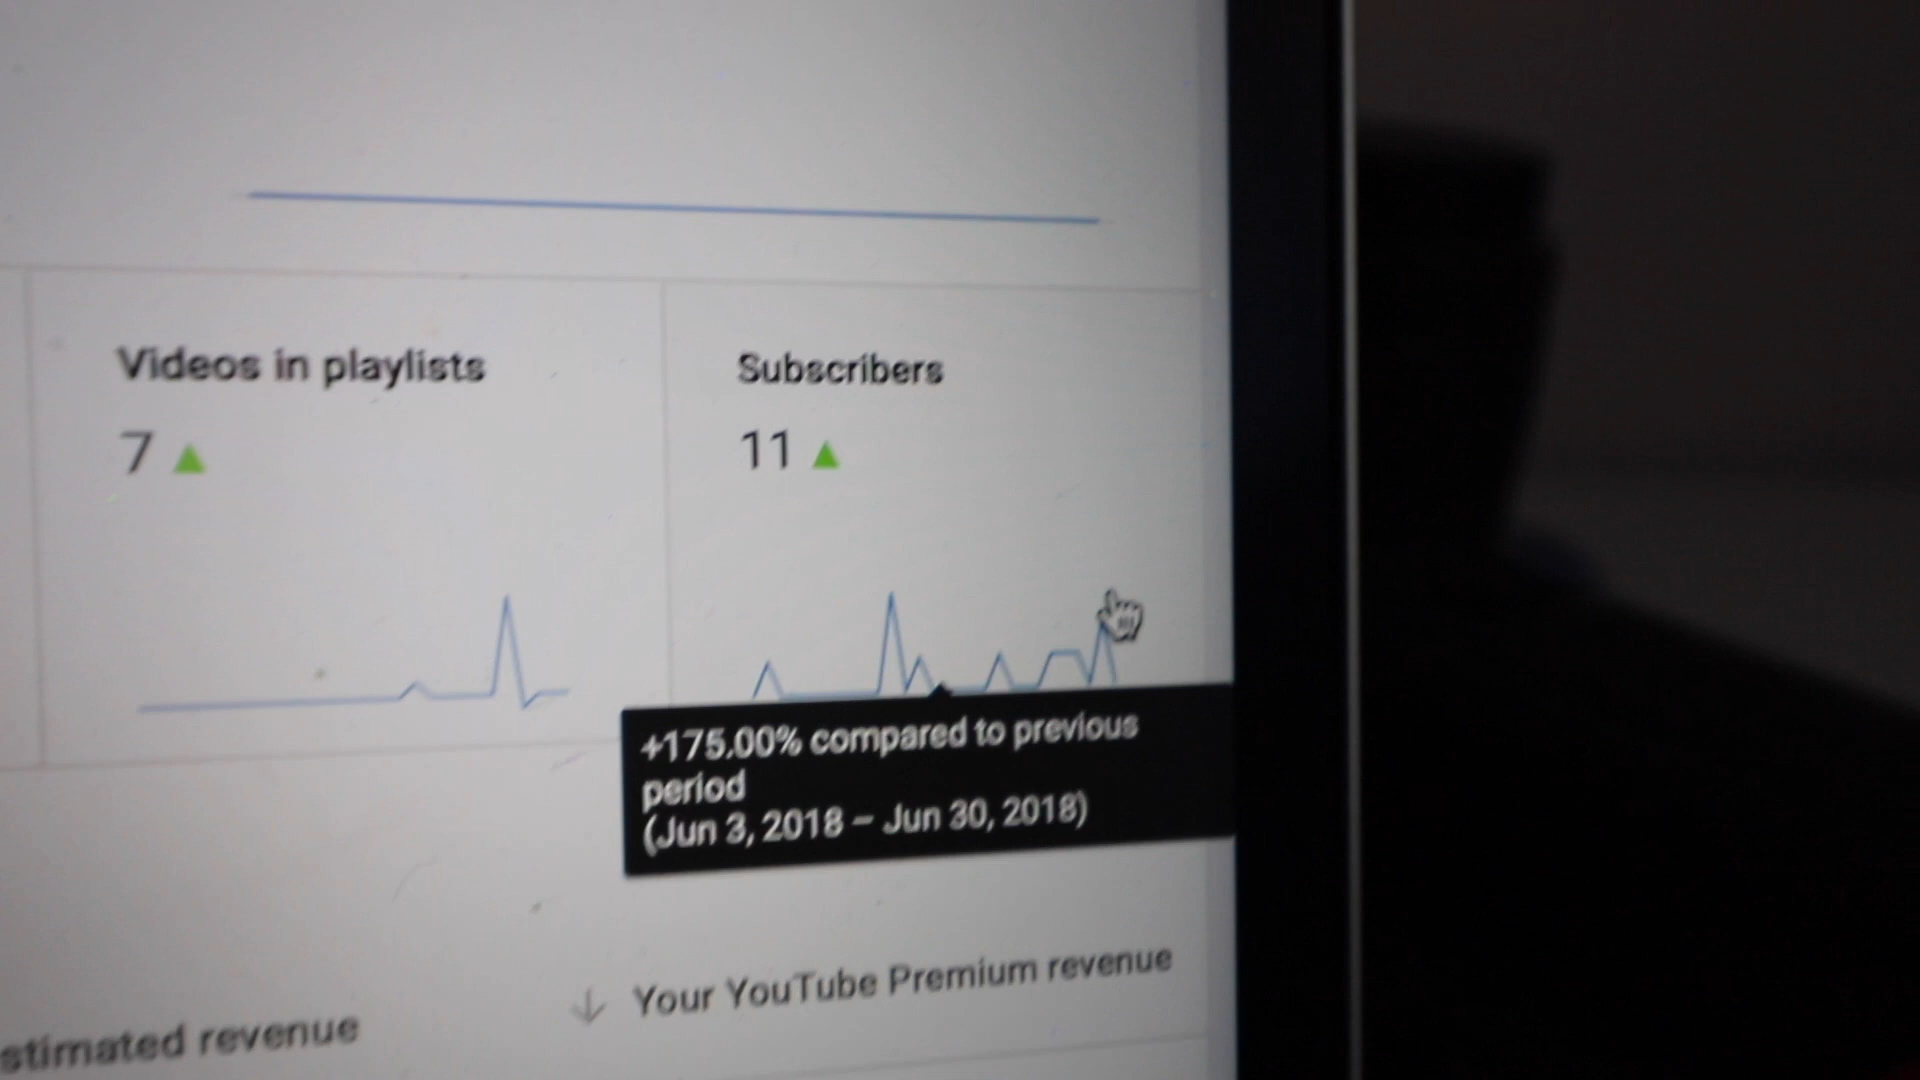 Videos in playlists
7
Subscribers
11
+175.00% compared to previous
period
(Jun 3, 2018 – Jun 30, 2018)
Your YouTube Premium revenue
stimated revenue